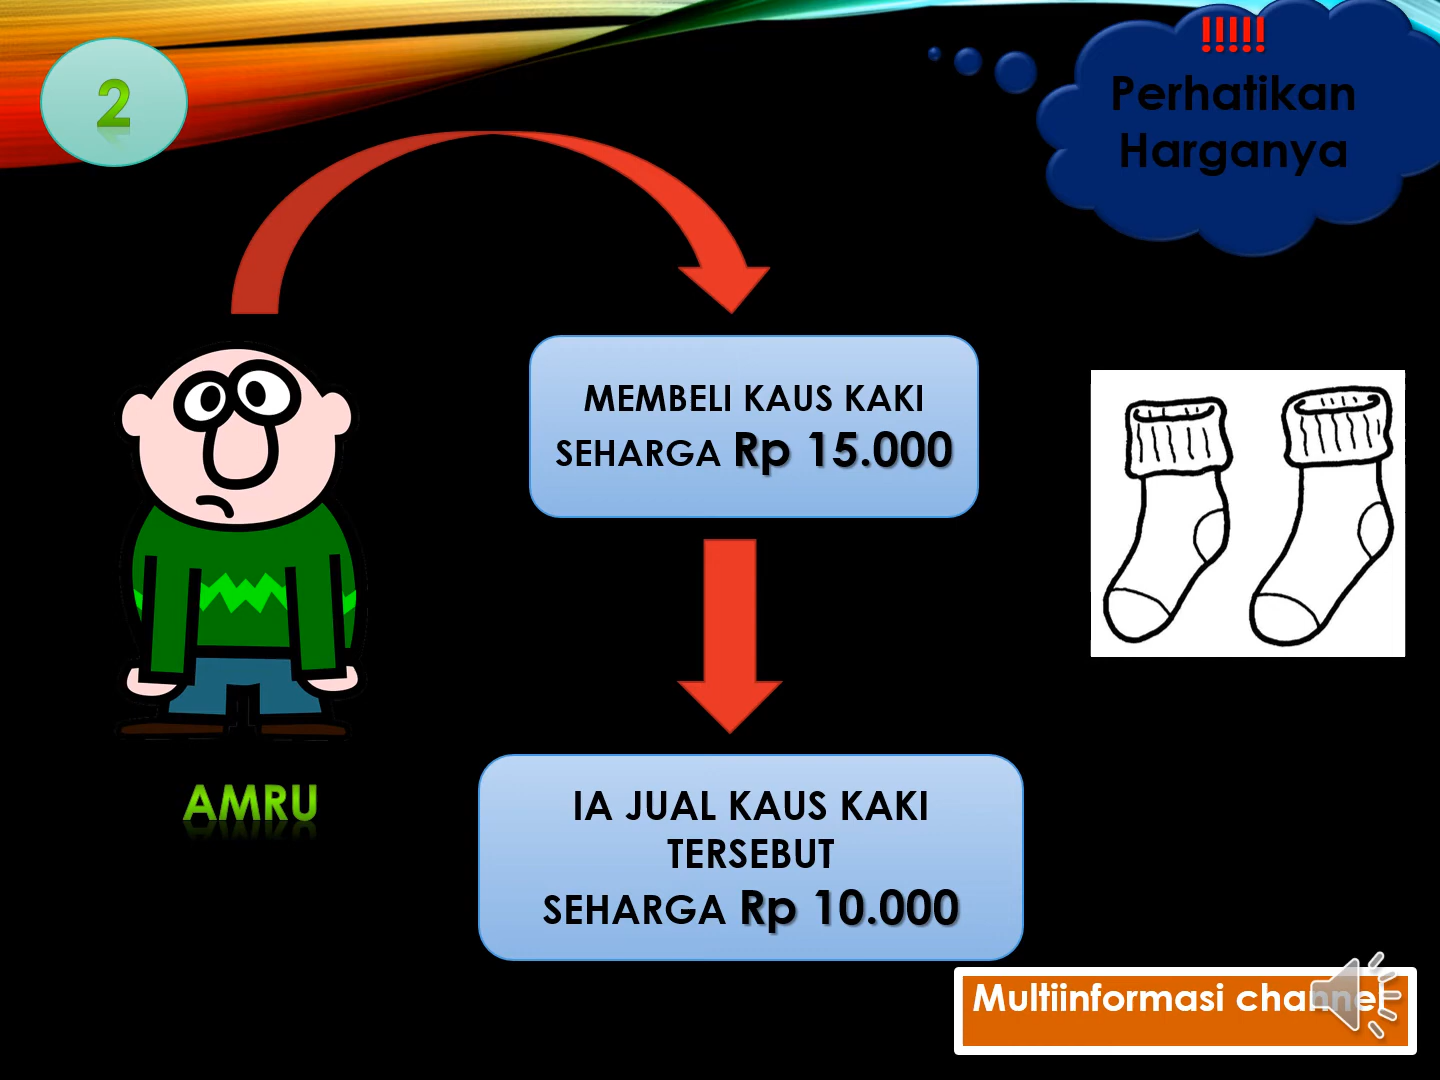 2
!!!!!
Perhatikan
Harganya
MEMBELI KAUS KAKI
SEHARGA Rp 15.000
AMRU
IA JUAL KAUS KAKI
TERSEBUT
SEHARGA Rp 10.000
Multiinformasi channel